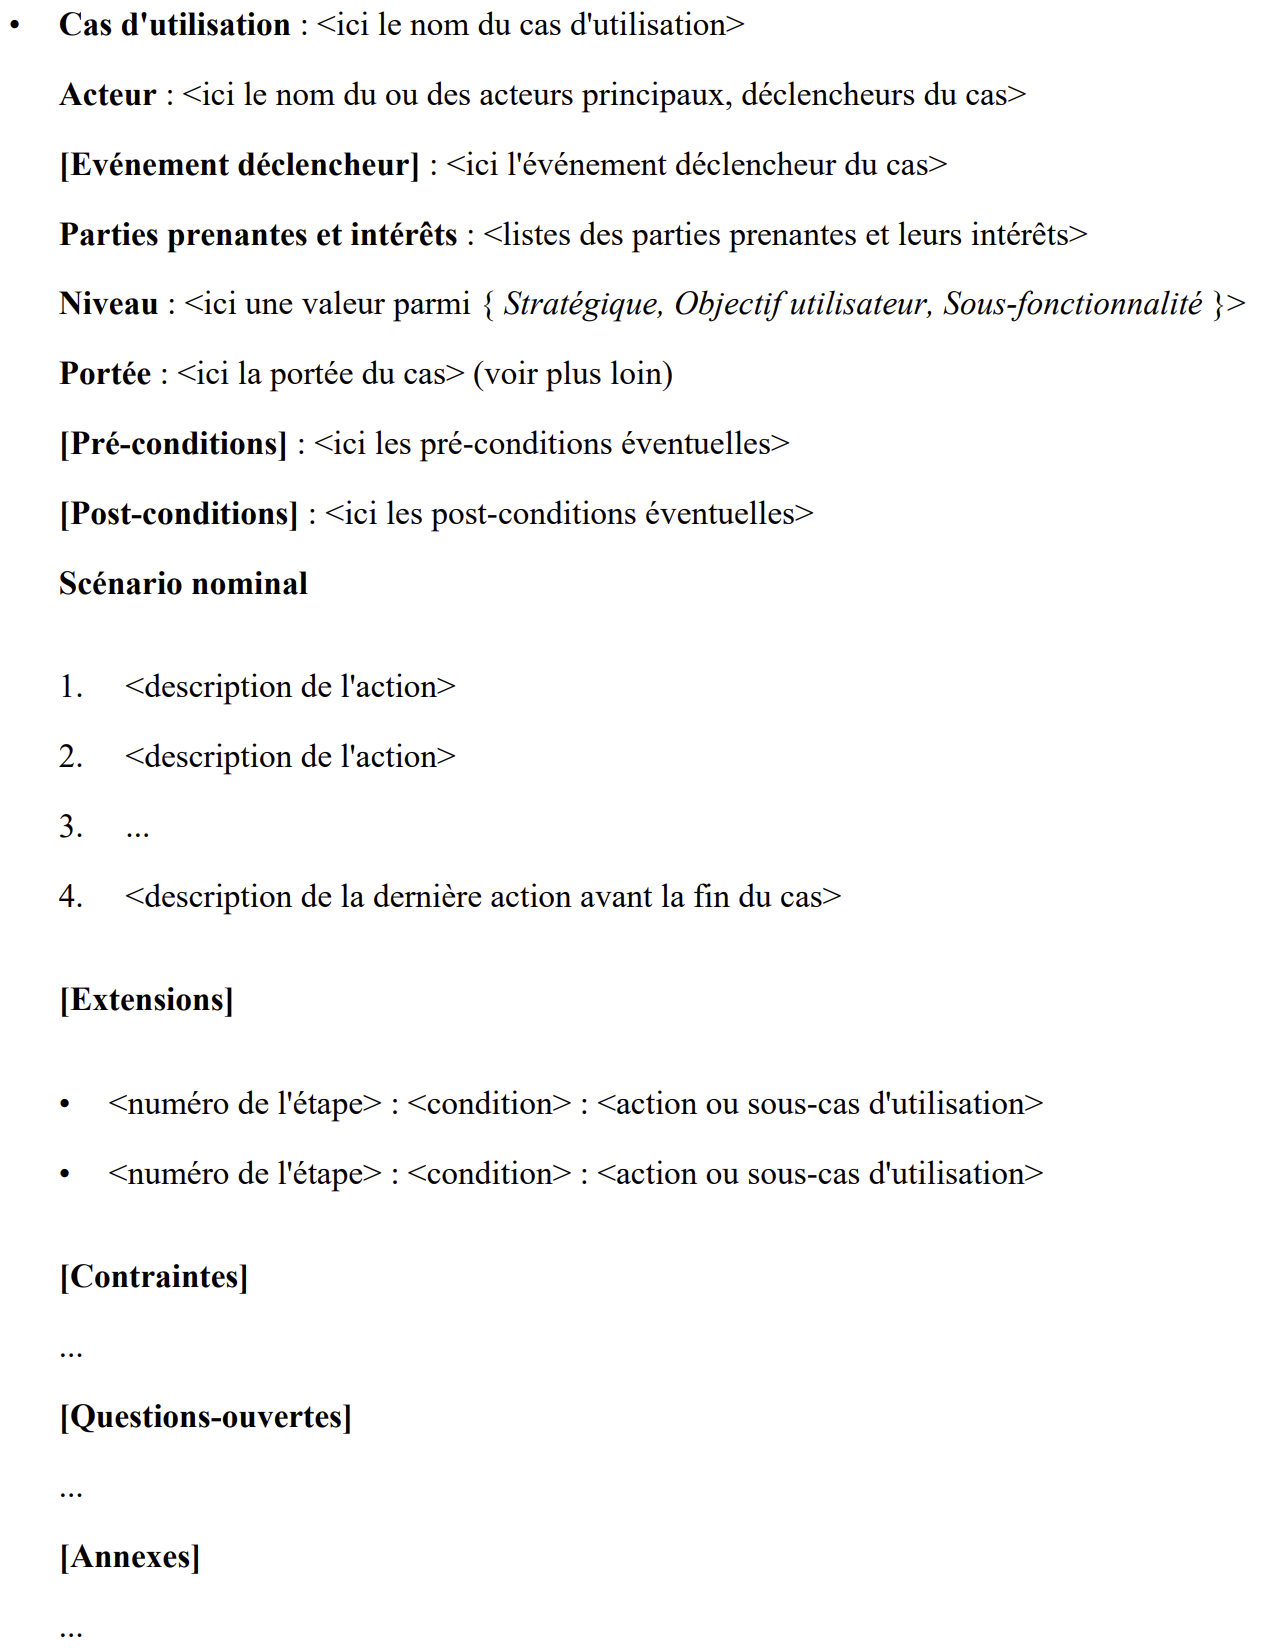 • Cas d'utilisation : <ici le nom du cas d'utilisation>
Acteur : <ici le nom du ou des acteurs principaux, déclencheurs du cas>
[Evénement déclencheur] : <ici l'événement déclencheur du cas>
Parties prenantes et intérêts : <listes des parties prenantes et leurs intérêts>
Niveau : <ici une valeur parmi { Stratégique, Objectif utilisateur, Sous-fonctionnalité }>
Portée : <ici la portée du cas> (voir plus loin)
[Pré-conditions] : <ici les pré-conditions éventuelles>
[Post-conditions] : <ici les post-conditions éventuelles>
Scénario nominal
1. <description de l'action>
2. <description de l'action>
3. ...
4. <description de la dernière action avant la fin du cas>
[Extensions]
• <numéro de l'étape> : <condition> : <action ou sous-cas d'utilisation>
• <numéro de l'étape> : <condition> : <action ou sous-cas d'utilisation>
[Contraintes]
...
[Questions-ouvertes]
...
[Annexes]
...